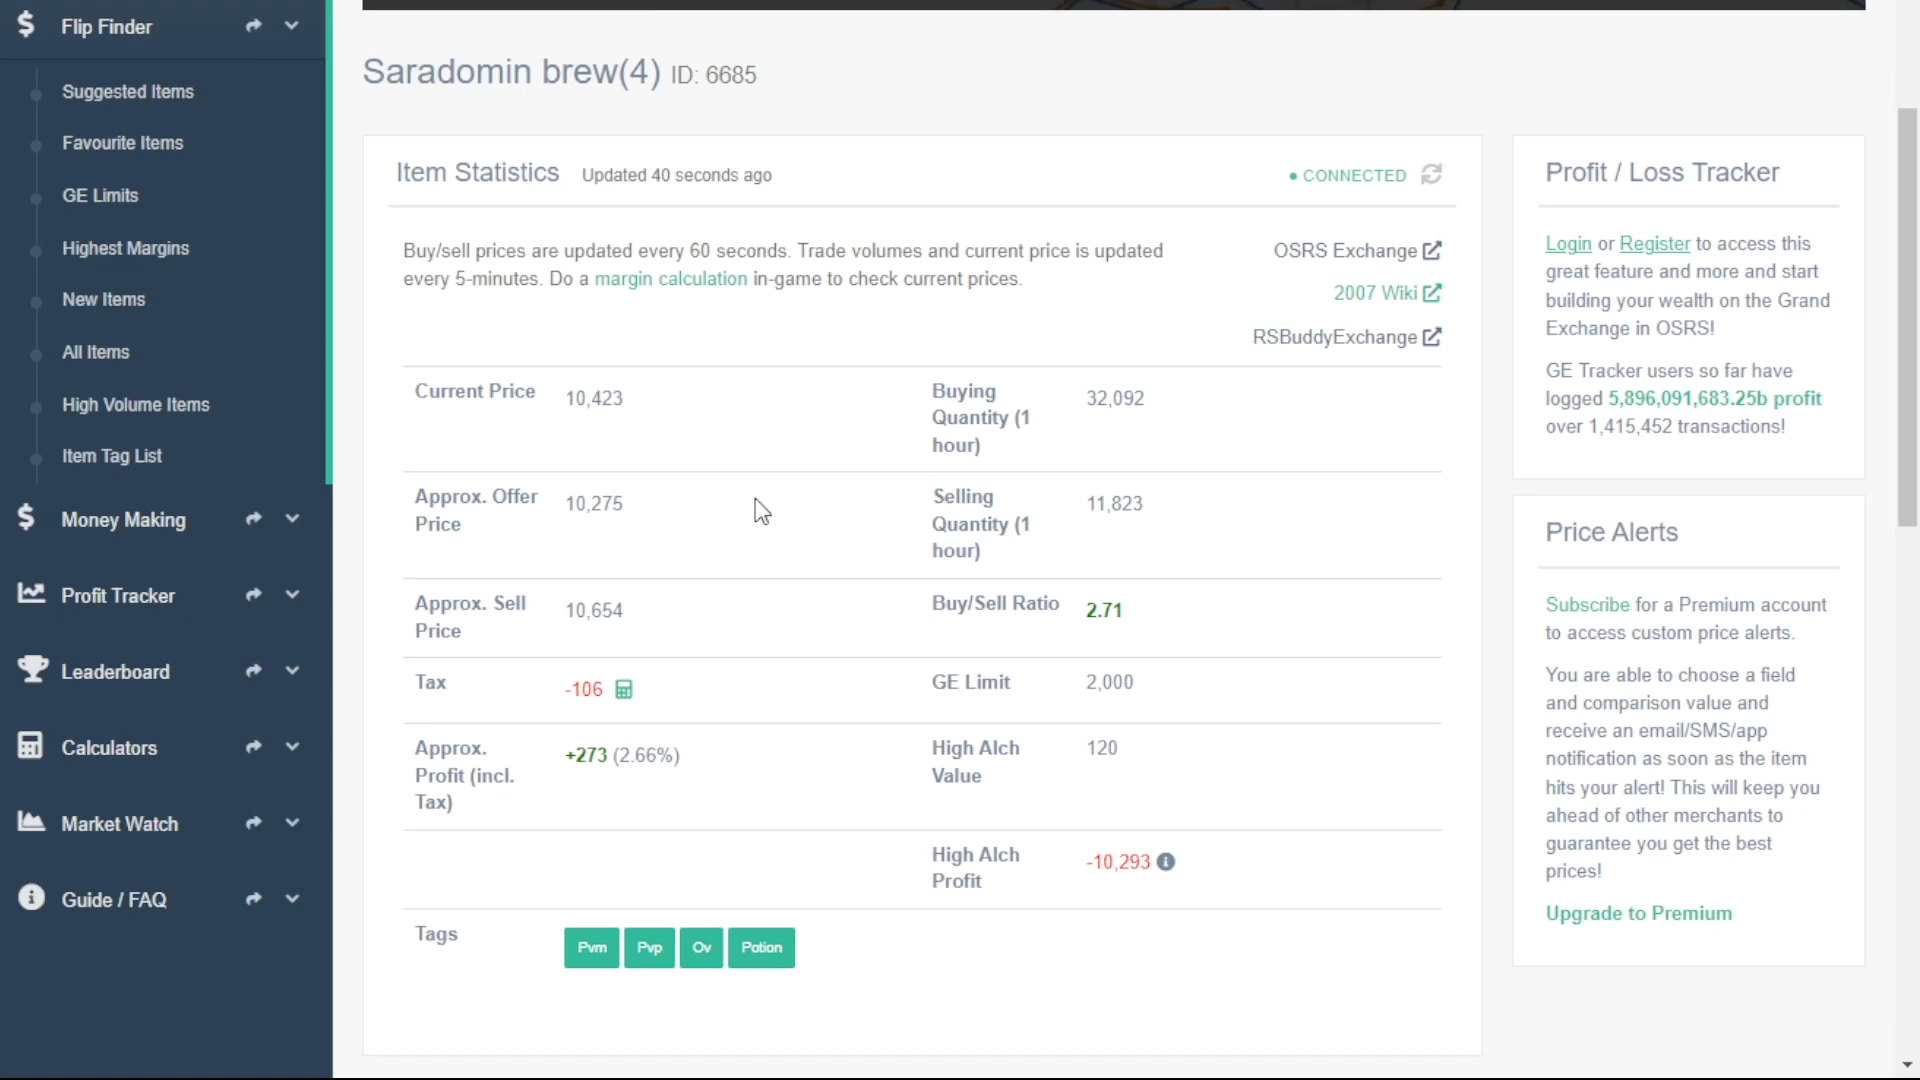 Flip Finder
Suggested Items
Favourite Items
GE Limits
Highest Margins
New Items
All Items
High Volume Items
Item Tag List
Money Making
Profit Tracker
Leaderboard
Calculators
Market Watch
Guide / FAQ
Saradomin brew(4) ID: 6685
Item Statistics Updated 40 seconds ago
CONNECTED
Buy/sell prices are updated every 60 seconds. Trade volumes and current price is updated
every 5-minutes. Do a margin calculation in-game to check current prices.
OSRS Exchange
2007 Wiki
RSBuddyExchange
Current Price 10,423
Buying
Quantity (1
hour)
32,092
Approx. Offer
Price
10,275
Selling
Quantity (1
hour)
11,823
Approx. Sell
Price
10,654
Buy/Sell Ratio 2.71
Tax -106
GE Limit 2,000
Approx.
Profit (incl.
Tax)
+273 (2.66%)
High Alch
Value
120
High Alch
Profit
-10,293
Tags
Pvm Pvp Ov Potion
Profit / Loss Tracker
Login or Register to access this
great feature and more and start
building your wealth on the Grand
Exchange in OSRS!
GE Tracker users so far have
logged 5,896,091,683.25b profit
over 1,415,452 transactions!
Price Alerts
Subscribe for a Premium account
to access custom price alerts.
You are able to choose a field
and comparison value and
receive an email/SMS/app
notification as soon as the item
hits your alert! This will keep you
ahead of other merchants to
guarantee you get the best
prices!
Upgrade to Premium